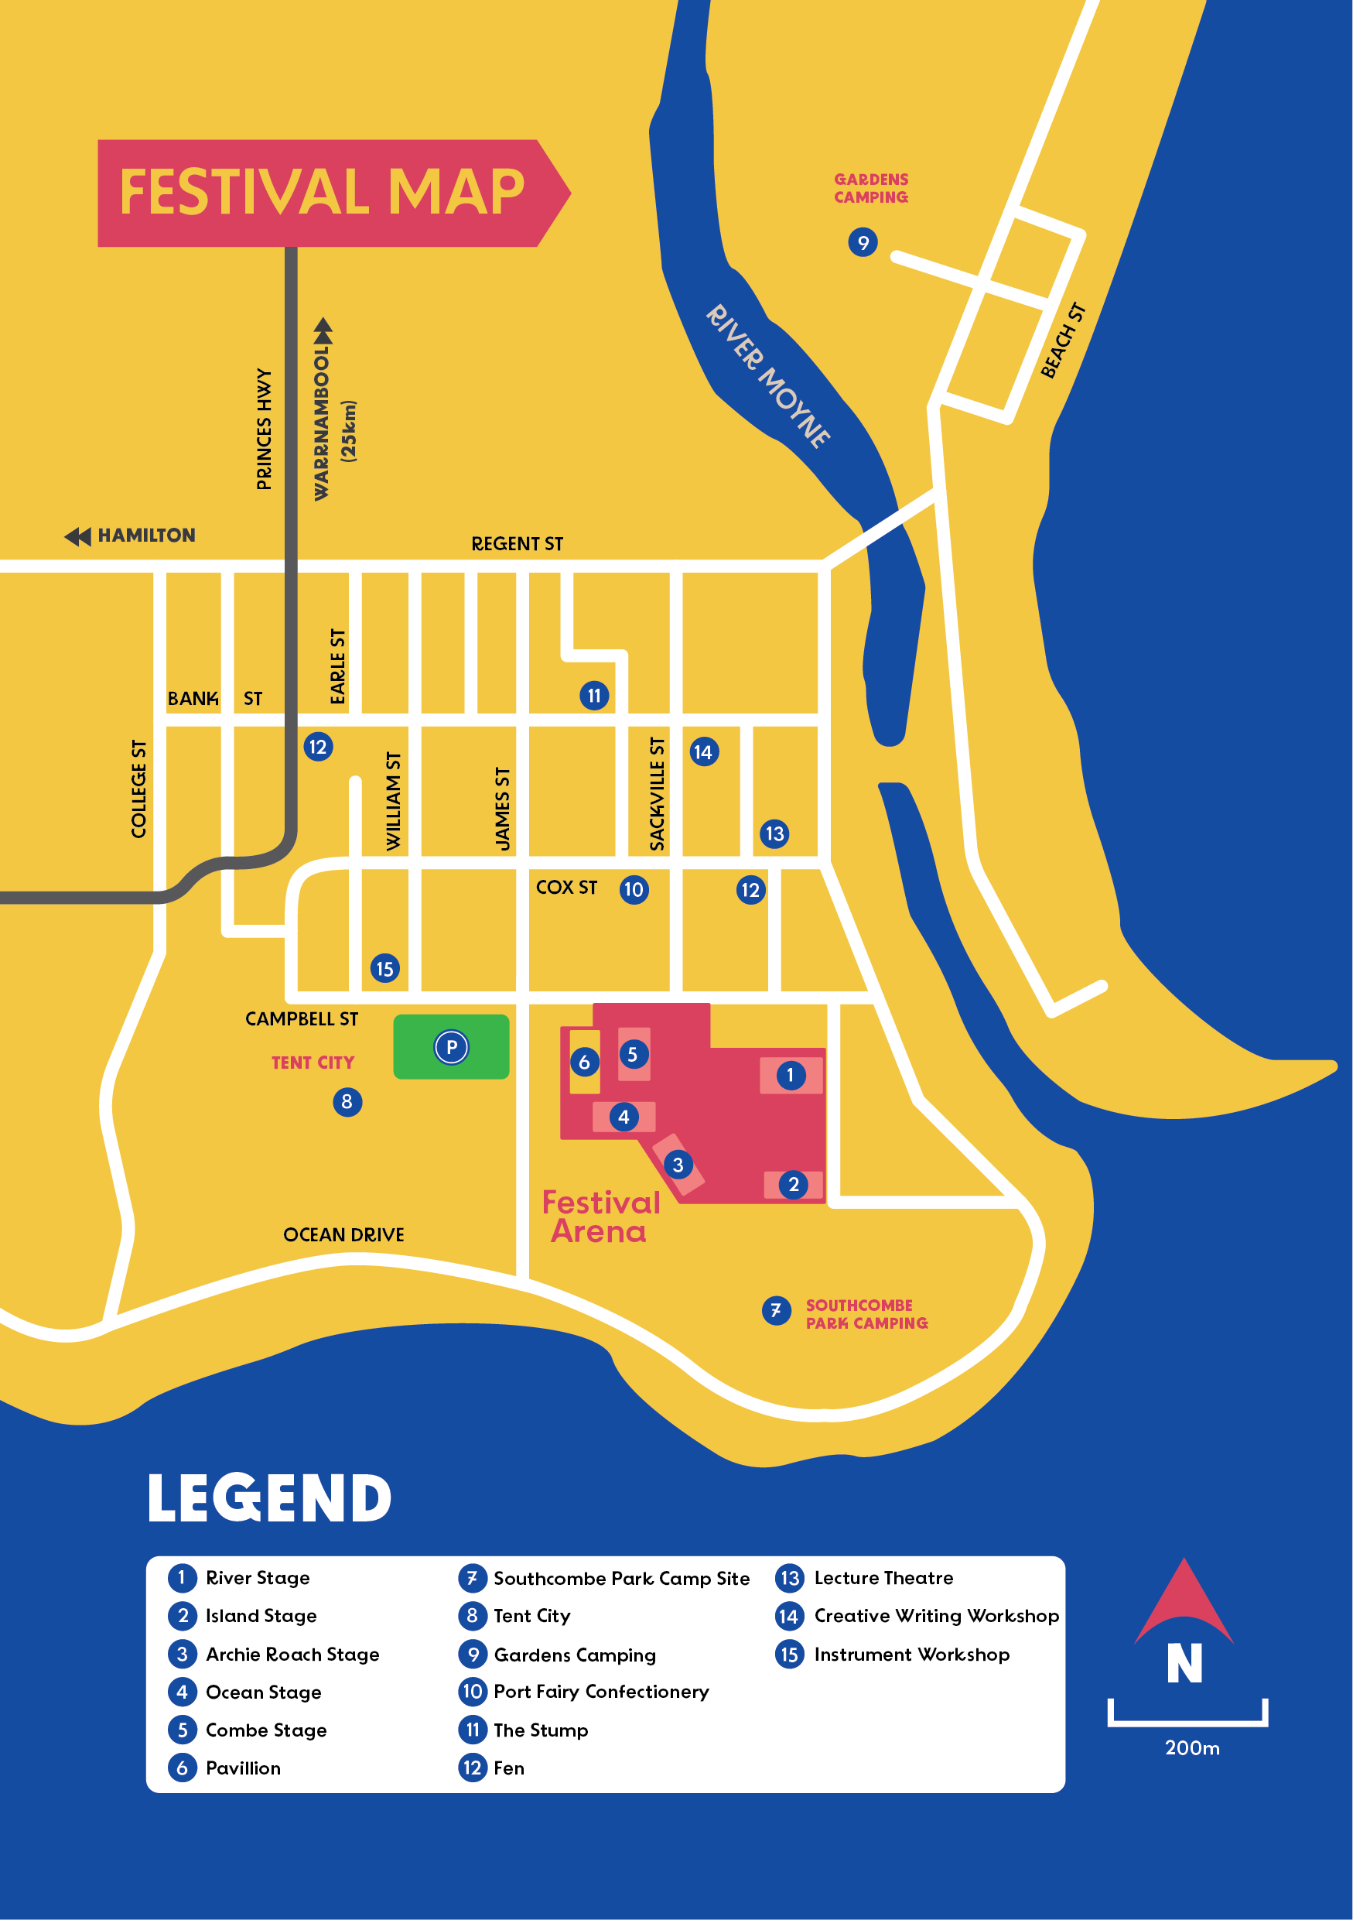 FESTIVAL MAP
GARDENS
CAMPING
9
RIVER MOYNE
BEACH ST
PRINCES HWY
WARRNAMBOOL
(25km)
HAMILTON
REGENT ST
EARLE ST
BANK ST
11
12
COLLEGE ST
WILLIAM ST
JAMES ST
SACKVILLE ST
14
13
COX ST
10
12
15
CAMPBELL ST
TENT CITY
8
P
6
5
1
4
3
2
Festival
Arena
OCEAN DRIVE
7
SOUTHCOMBE
PARK CAMPING
LEGEND
1 River Stage
2 Island Stage
3 Archie Roach Stage
4 Ocean Stage
5 Combe Stage
6 Pavillion
7 Southcombe Park Camp Site
8 Tent City
9 Gardens Camping
10 Port Fairy Confectionery
11 The Stump
12 Fen
13 Lecture Theatre
14 Creative Writing Workshop
15 Instrument Workshop
N
200m